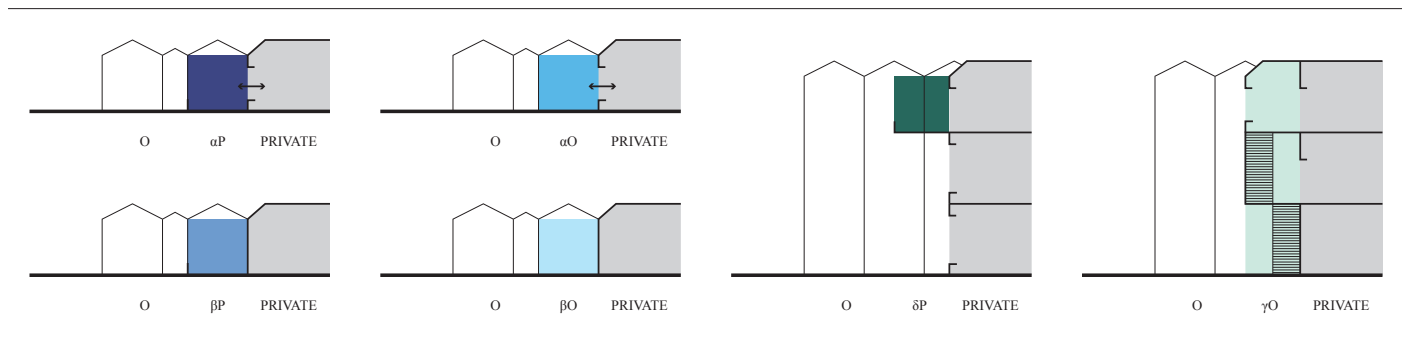 O αP PRIVATE
O αO PRIVATE
O βP PRIVATE
O βO PRIVATE
O δP PRIVATE
O γO PRIVATE